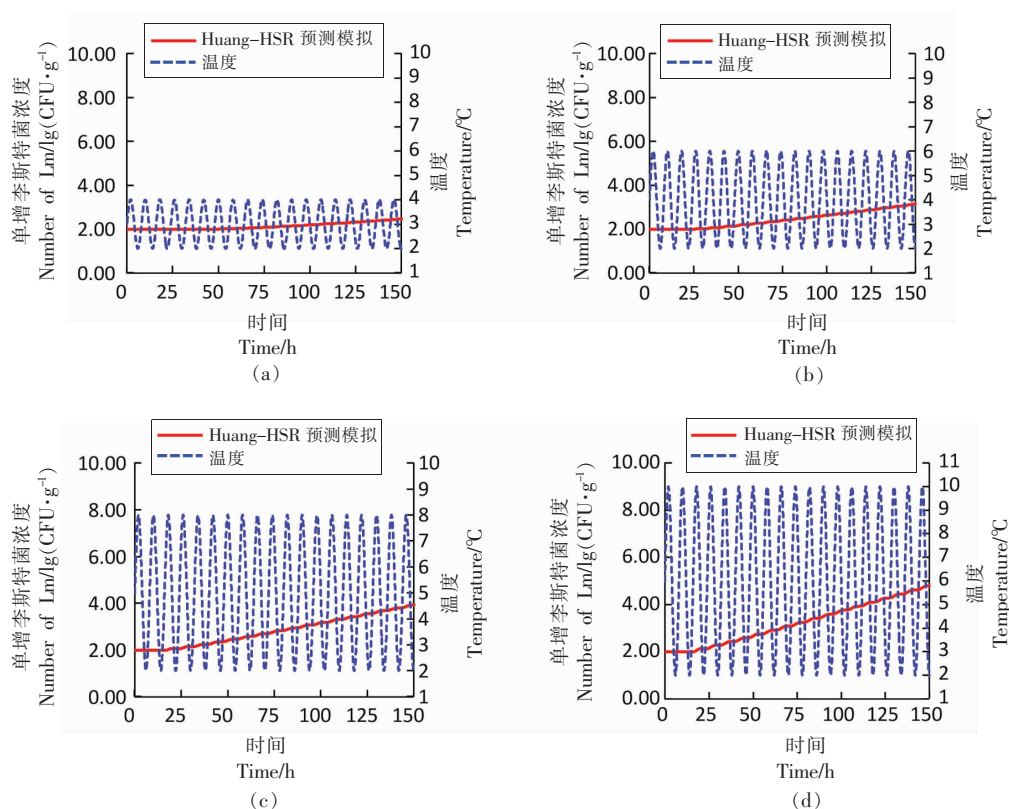 Huang-HSR 预测模拟
温度
单增李斯特菌浓度
Number of Lm/lg(CFU·g⁻¹)
10.00
8.00
6.00
4.00
2.00
0.00
10
9
8
7
6
5
4
3
2
1
温度
Temperature/℃
0 25 50 75 100 125 150
时间
Time/h
(a)
Huang-HSR 预测模拟
温度
单增李斯特菌浓度
Number of Lm/lg(CFU·g⁻¹)
10.00
8.00
6.00
4.00
2.00
0.00
10
9
8
7
6
5
4
3
2
1
温度
Temperature/℃
0 25 50 75 100 125 150
时间
Time/h
(b)
Huang-HSR 预测模拟
温度
单增李斯特菌浓度
Number of Lm/lg(CFU·g⁻¹)
10.00
8.00
6.00
4.00
2.00
0.00
10
9
8
7
6
5
4
3
2
1
温度
Temperature/℃
0 25 50 75 100 125 150
时间
Time/h
(c)
Huang-HSR 预测模拟
温度
单增李斯特菌浓度
Number of Lm/lg(CFU·g⁻¹)
10.00
8.00
6.00
4.00
2.00
0.00
11
10
9
8
7
6
5
4
3
2
1
温度
Temperature/℃
0 25 50 75 100 125 150
时间
Time/h
(d)